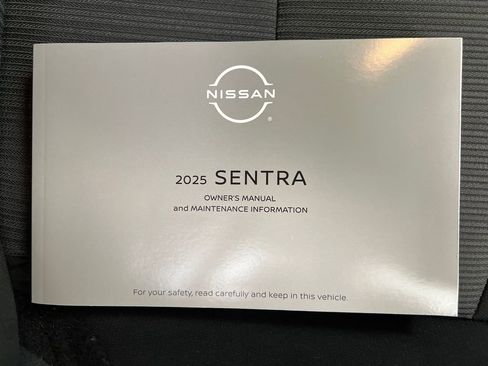 NISSAN
®
2025 SENTRA
OWNER'S MANUAL
and MAINTENANCE INFORMATION
For your safety, read carefully and keep in this vehicle.